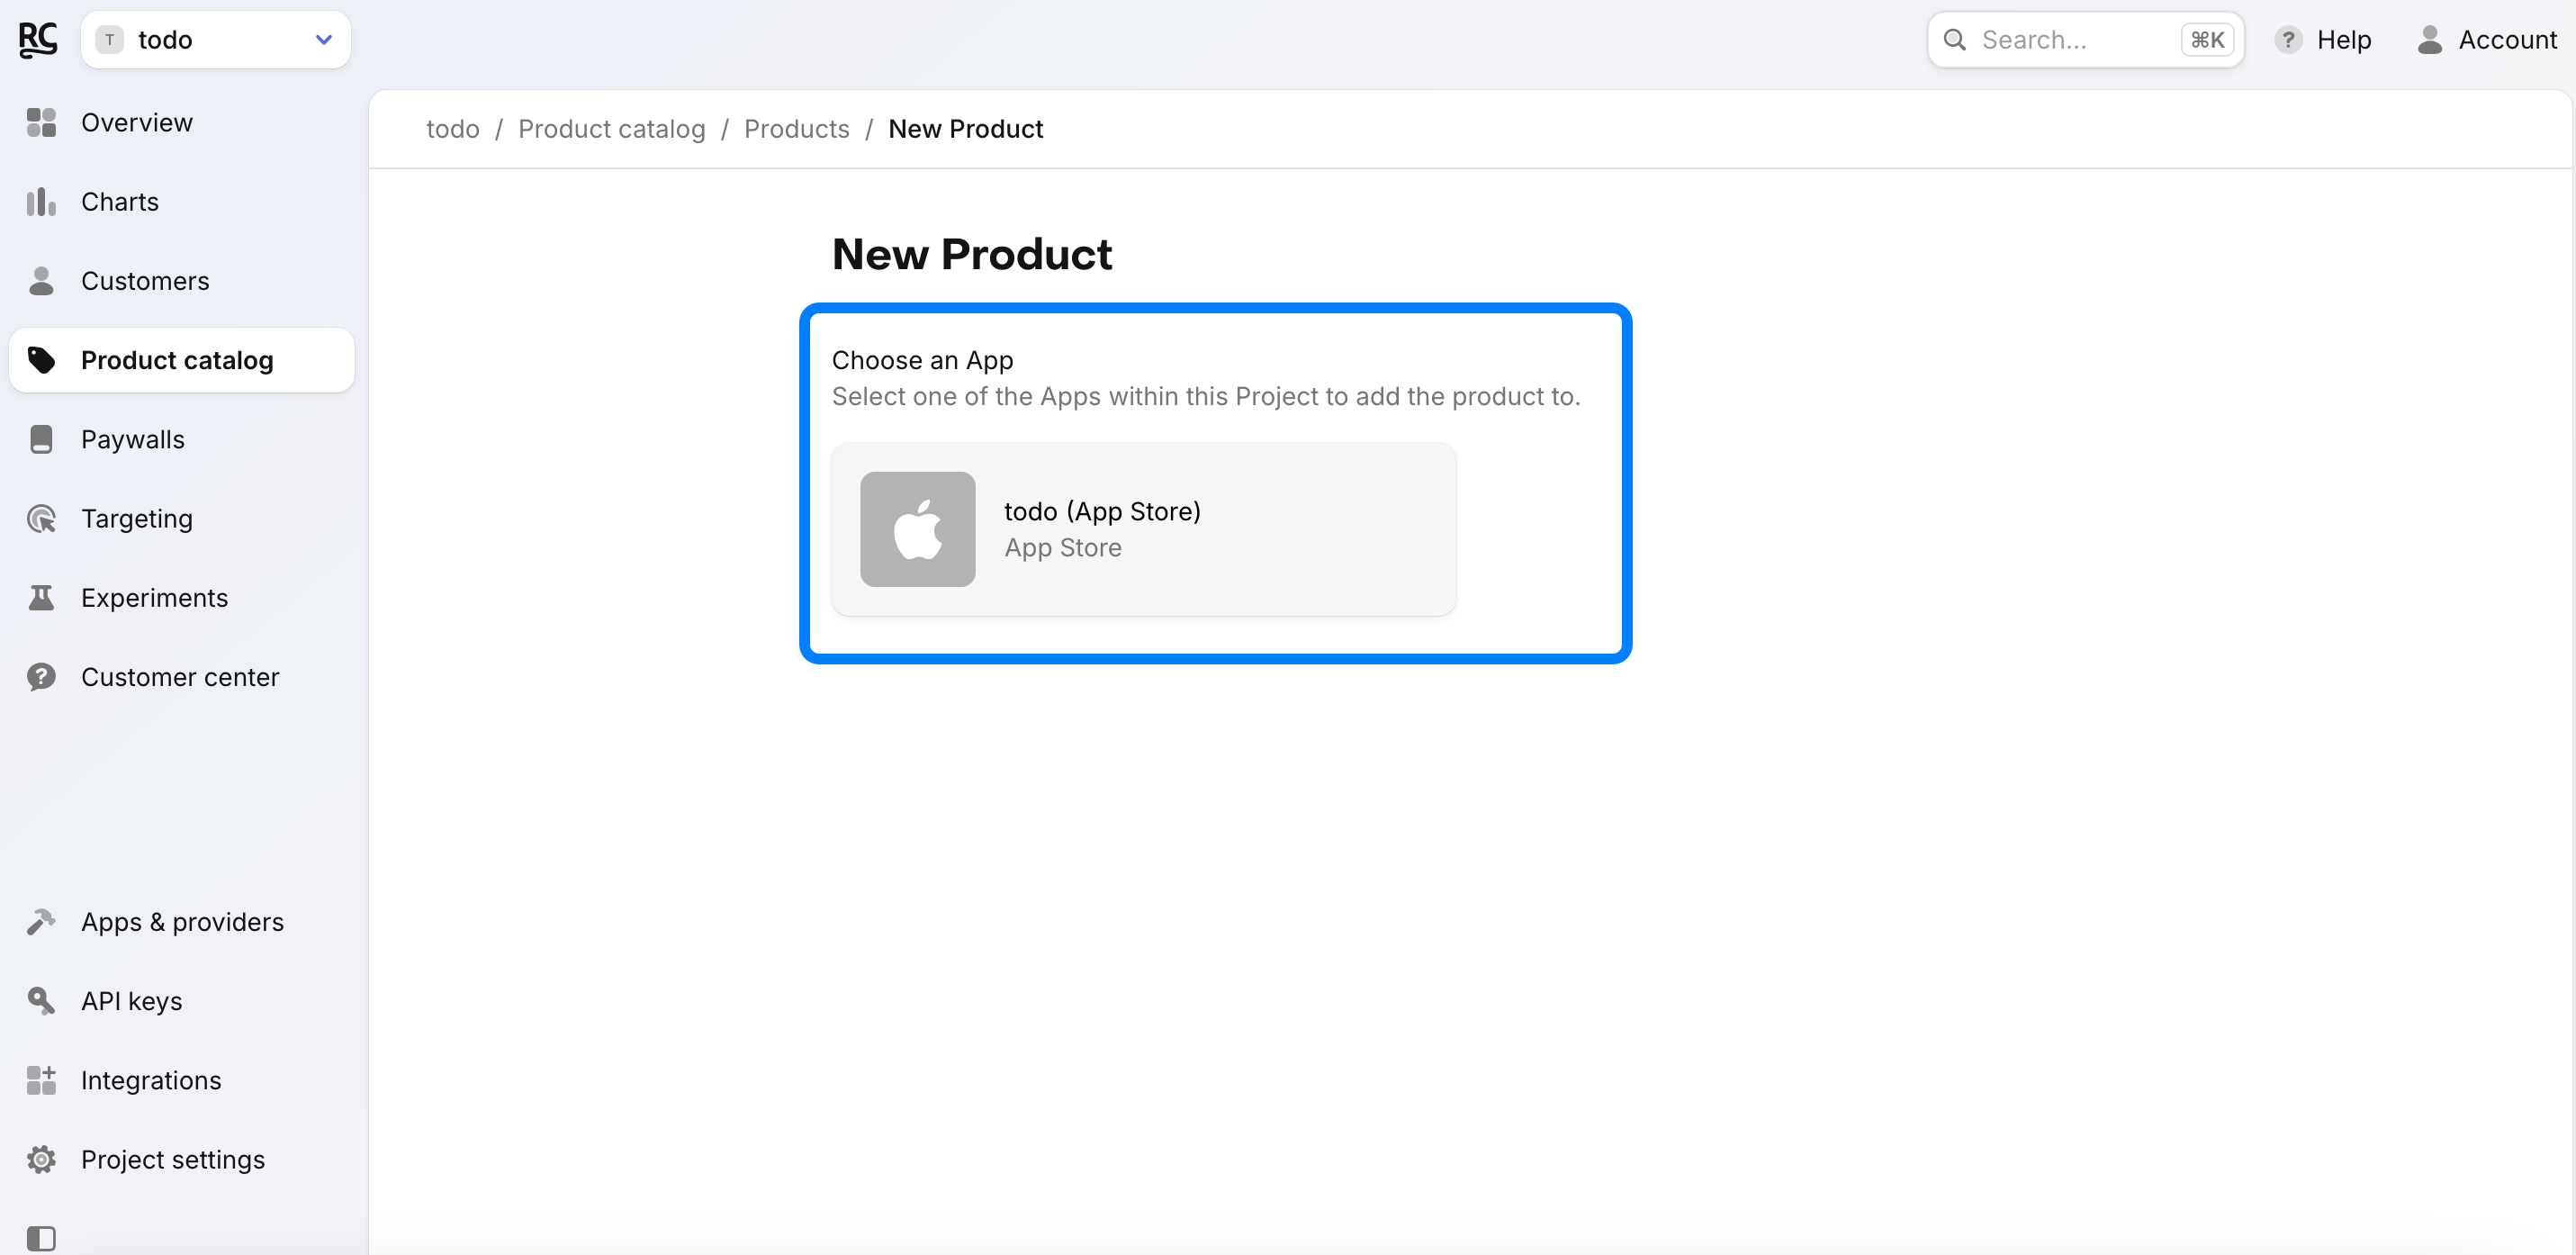 RC
T todo
Search... ⌘K
? Help
Account
Overview
Charts
Customers
Product catalog
Paywalls
Targeting
Experiments
Customer center
Apps & providers
API keys
Integrations
Project settings
todo / Product catalog / Products / New Product
New Product
Choose an App
Select one of the Apps within this Project to add the product to.
todo (App Store)
App Store